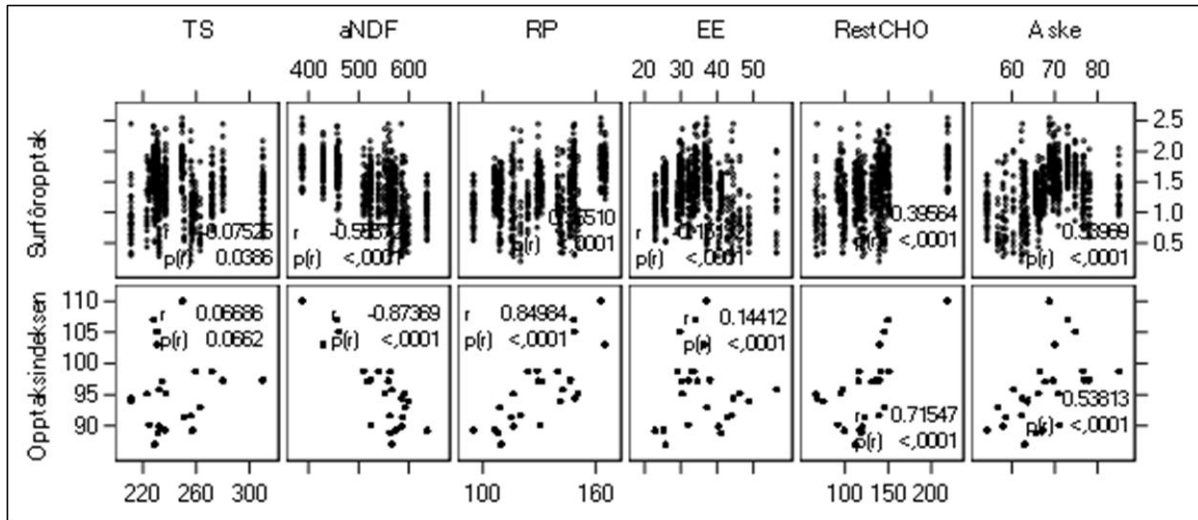 TS aNDF RP EE RestCHO Aske
400 500 600 20 30 40 50 60 70 80
Surfôropptak
2.5
2.0
1.5
1.0
0.5
r -0.07525
p(r) 0.0386
r
p(r) <,0001
p(r) <,0001
r
p(r) <,0001
0.39564
p(r) <,0001
p(r) <,0001
Opptaksindeksen
110
105
100
95
90
r 0.06686
p(r) 0.0662
r -0.87369
p(r) <,0001
r 0.84984
p(r) <,0001
r 0.14412
p(r) <,0001
r 0.71547
p(r) <,0001
0.53813
p(r) <,0001
220 260 300 100 160 100 150 200